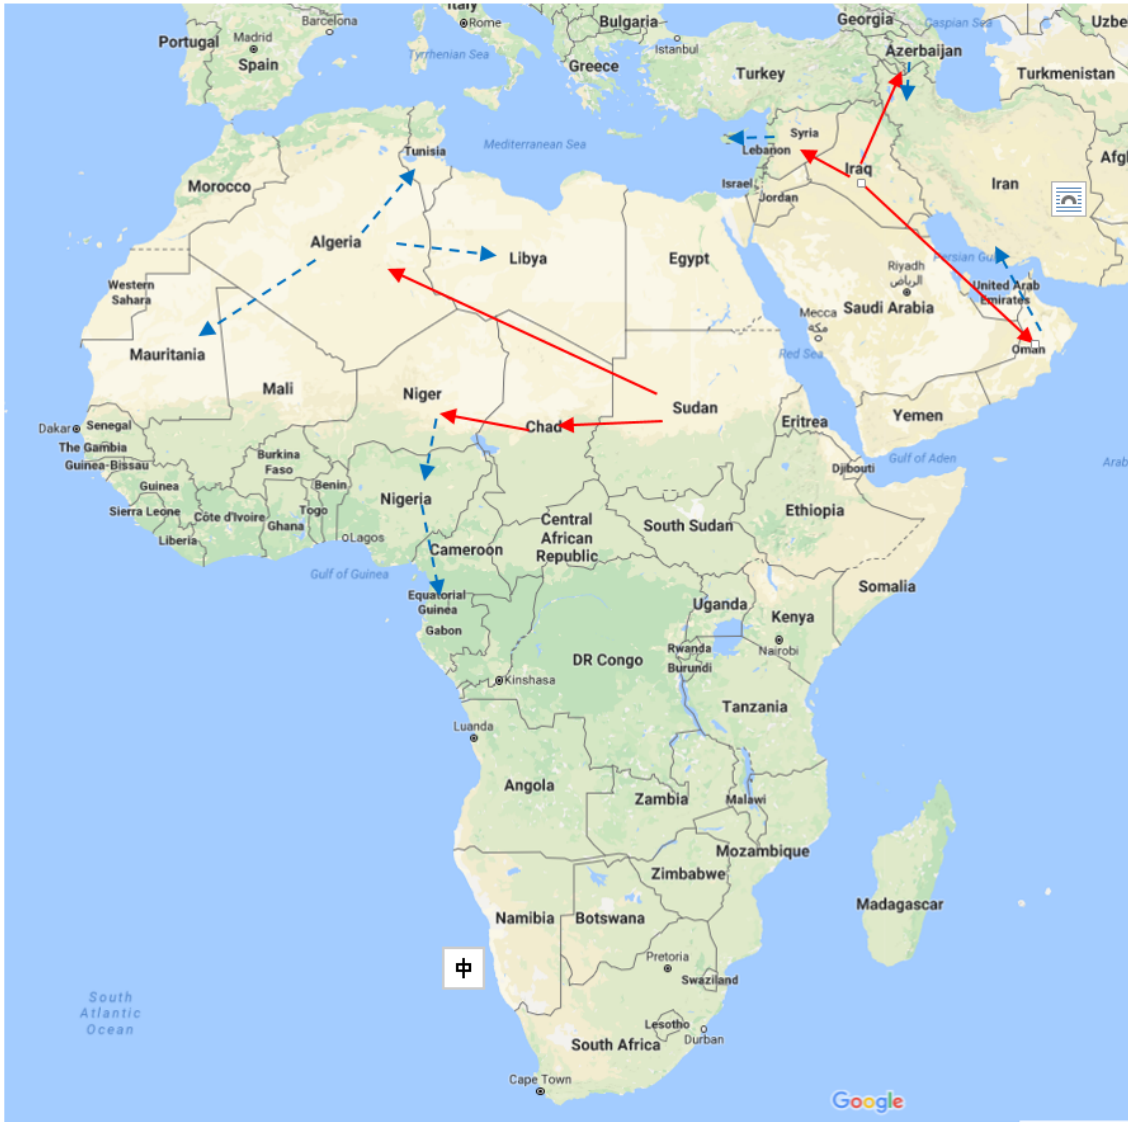 Italy
Barcelona
Rome
Bulgaria
Georgia
Caspian Sea
Uzbe
Portugal
Madrid
Spain
Tyrrhenian Sea
Istanbul
Greece
Turkey
Azerbaijan
Turkmenistan
Tunisia
Mediterranean Sea
Syria
Lebanon
Iraq
Afg
Morocco
Israel
Jordan
Iran
Algeria
Libya
Egypt
Persian Gulf
Riyadh
الرياض
United Arab
Emirates
Western
Sahara
Saudi Arabia
Mecca
مكة
Mauritania
Red Sea
Oman
Mali
Niger
Sudan
Chad
Eritrea
Yemen
Dakar
Senegal
The Gambia
Guinea-Bissau
Burkina
Faso
Djibouti
Gulf of Aden
Arab
Guinea
Benin
Nigeria
Sierra Leone
Côte d'Ivoire
Togo
Ghana
Liberia
Lagos
Central
African
Republic
South Sudan
Ethiopia
Cameroon
Gulf of Guinea
Somalia
Equatorial
Guinea
Gabon
Uganda
Kenya
Nairobi
DR Congo
Rwanda
Burundi
Kinshasa
Tanzania
Luanda
Angola
Zambia
Malawi
Mozambique
Zimbabwe
Madagascar
Namibia
Botswana
中
Pretoria
Swaziland
South
Atlantic
Ocean
Lesotho
Durban
South Africa
Cape Town
Google